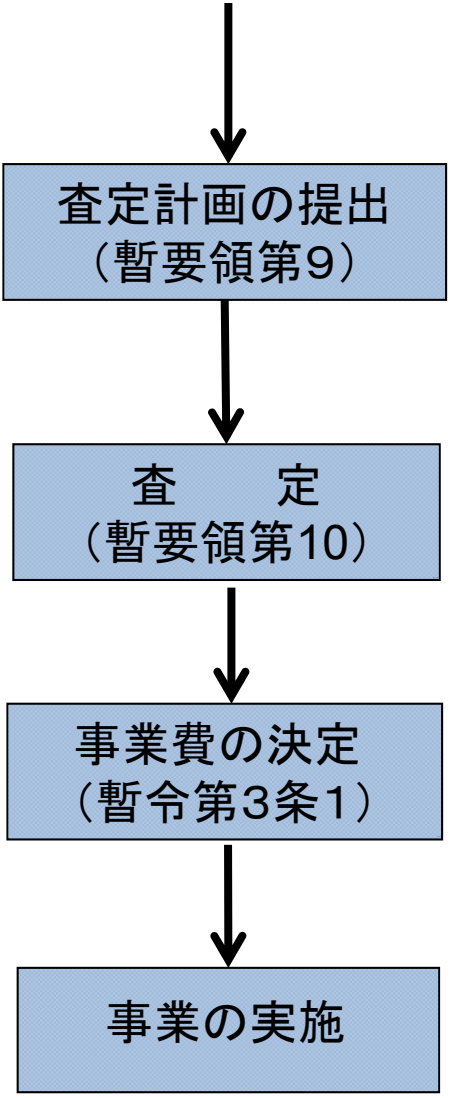 査定計画の提出
（暫要領第９）
査　　定
（暫要領第10）
事業費の決定
（暫令第３条１）
事業の実施